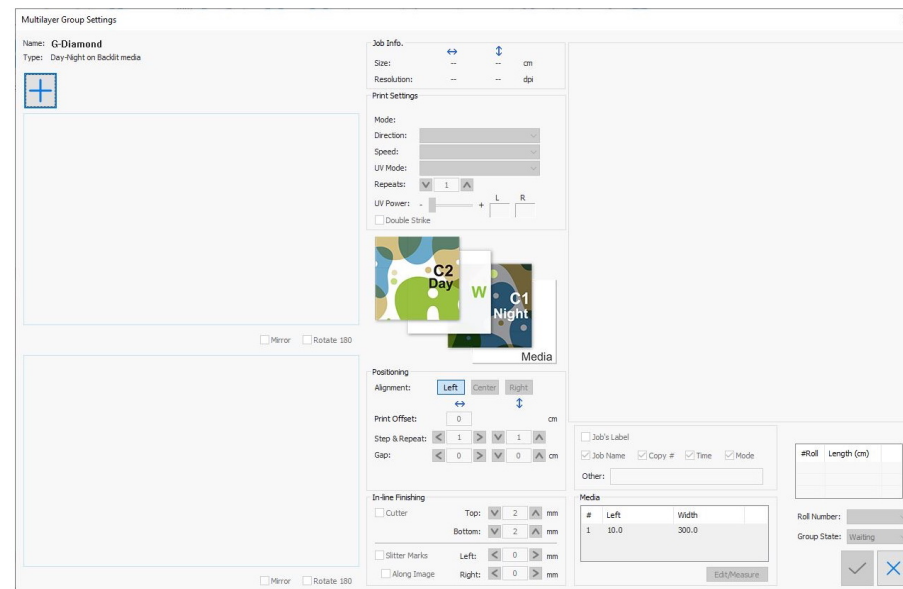 Multilayer Group Settings
Name: G-Diamond
Type: Day-Night on Backlit media
Mirror Rotate 180
Mirror Rotate 180
Job Info.
Size: -- -- cm
Resolution: -- -- dpi
Print Settings
Mode:
Direction:
Speed:
UV Mode:
Repeats: 1
L R
UV Power: - +
Double Strike
C2
Day
W
C1
Night
Media
Positioning
Alignment: Left Center Right
Print Offset: 0 cm
Step & Repeat: 1 1
Gap: 0 0 cm
In-line Finishing
Cutter Top: 2 mm
Bottom: 2 mm
Slitter Marks Left: 0 mm
Along Image Right: 0 mm
Job's Label
Job Name Copy # Time Mode
Other:
Media
# Left Width
1 10.0 300.0
Edit/Measure
#Roll Length (cm)
Roll Number:
Group State: Waiting